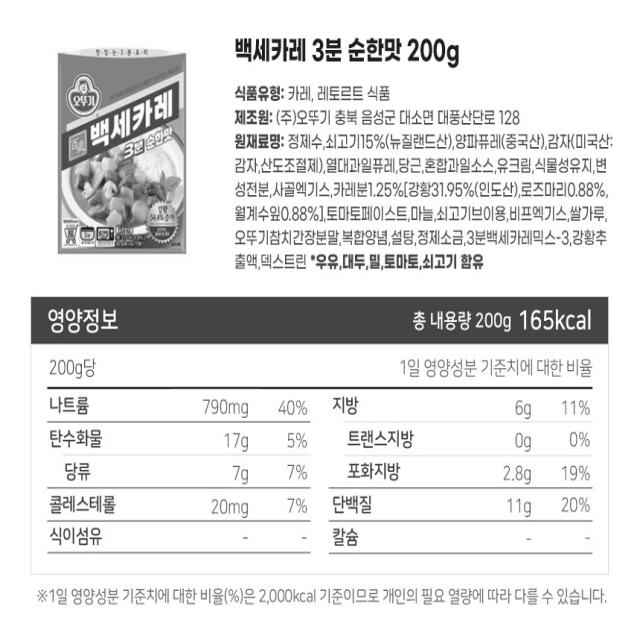 백세카레 3분 순한맛 200g
맛있는3분요리
오뚜기
백세카레
3분 순한맛
식품유형: 카레, 레토르트 식품
제조원: (주)오뚜기 충북 음성군 대소면 대풍산단로 128
원재료명: 정제수,쇠고기15%(뉴질랜드산),양파퓨레(중국산),감자(미국산:
감자,산도조절제),열대과일퓨레,당근,혼합과일소스,유크림,식물성유지,변
성전분,사골엑기스,카레분1.25%[강황31.95%(인도산),로즈마리0.88%,
월계수잎0.88%],토마토페이스트,마늘,쇠고기브이용,비프엑기스,쌀가루,
오뚜기참치간장분말,복합양념,설탕,정제소금,3분백세카레믹스-3,강황추
출액,덱스트린 *우유,대두,밀,토마토,쇠고기 함유
영양정보 총 내용량 200g 165kcal
200g당 1일 영양성분 기준치에 대한 비율
나트륨 790mg 40% 지방 6g 11%
탄수화물 17g 5% 트랜스지방 0g 0%
당류 7g 7% 포화지방 2.8g 19%
콜레스테롤 20mg 7% 단백질 11g 20%
식이섬유 - - 칼슘 - -
※1일 영양성분 기준치에 대한 비율(%)은 2,000kcal 기준이므로 개인의 필요 열량에 따라 다를 수 있습니다.